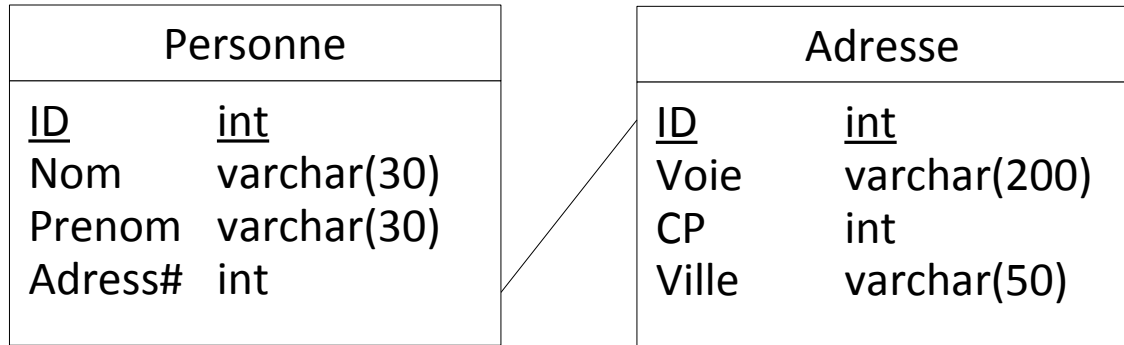 Personne
ID int
Nom varchar(30)
Prenom varchar(30)
Adress# int
Adresse
ID int
Voie varchar(200)
CP int
Ville varchar(50)